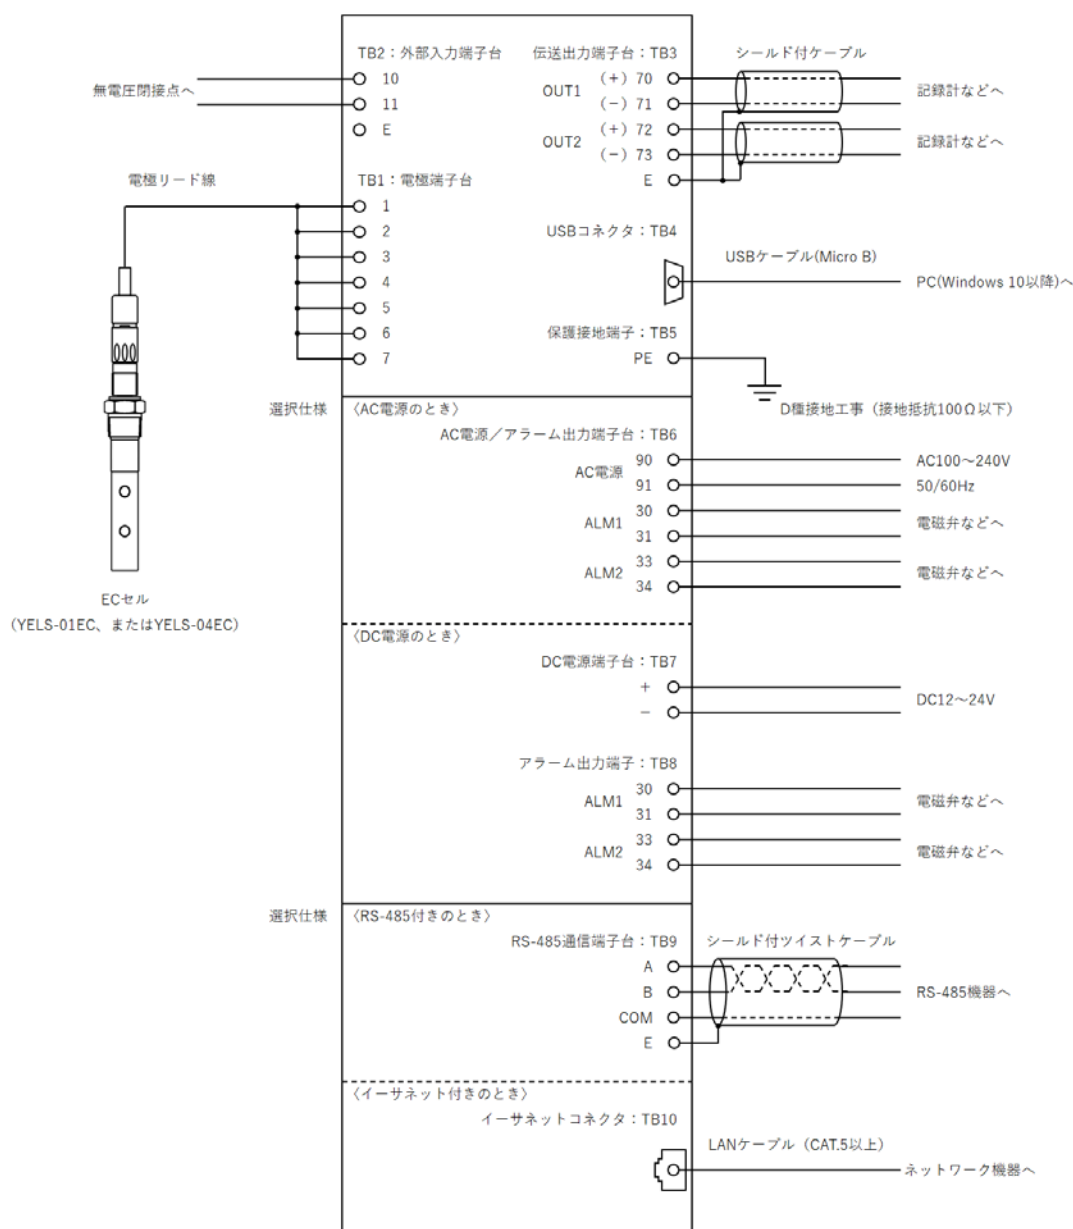 TB2：外部入力端子台
伝送出力端子台：TB3
シールド付ケーブル
無電圧閉接点へ
10
11
E
OUT1
(＋) 70
(－) 71
記録計などへ
OUT2
(＋) 72
(－) 73
記録計などへ
E
電極リード線
TB1：電極端子台
1
2
3
4
5
6
7
USBコネクタ：TB4
USBケーブル(Micro B)
PC(Windows 10以降)へ
保護接地端子：TB5
PE
D種接地工事（接地抵抗100Ω以下）
ECセル
（YELS-01EC、またはYELS-04EC）
選択仕様
〈AC電源のとき〉
AC電源／アラーム出力端子台：TB6
AC電源
90
91
AC100～240V
50/60Hz
ALM1
30
31
電磁弁などへ
ALM2
33
34
電磁弁などへ
〈DC電源のとき〉
DC電源端子台：TB7
＋
－
DC12～24V
アラーム出力端子：TB8
ALM1
30
31
電磁弁などへ
ALM2
33
34
電磁弁などへ
選択仕様
〈RS-485付きのとき〉
RS-485通信端子台：TB9
シールド付ツイストケーブル
A
B
COM
E
RS-485機器へ
〈イーサネット付きのとき〉
イーサネットコネクタ：TB10
LANケーブル（CAT.5以上）
ネットワーク機器へ